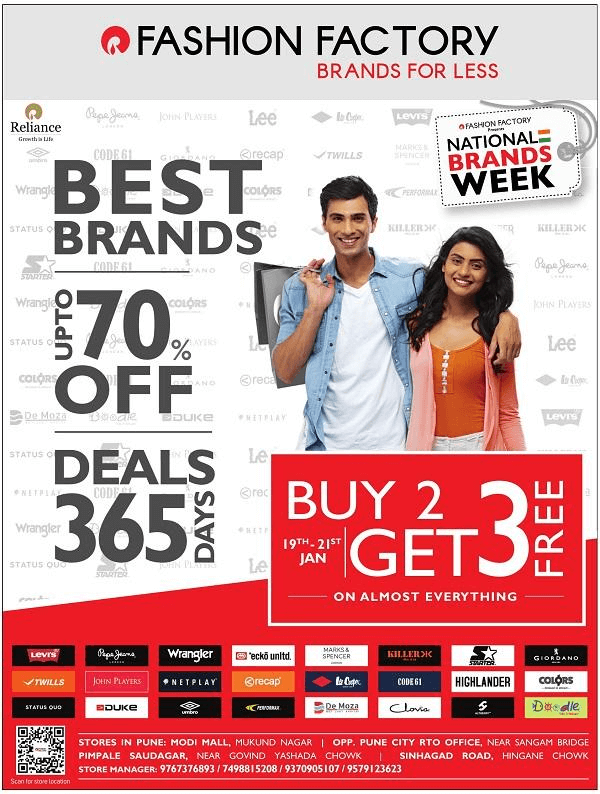 FASHION FACTORY
BRANDS FOR LESS
Reliance
Growth is Life
FASHION FACTORY
Presents
NATIONAL
BRANDS
WEEK
BEST
BRANDS
UPTO 70% OFF
DEALS
365 DAYS
BUY 2
19TH - 21ST
JAN
GET 3 FREE
ON ALMOST EVERYTHING
LEVI'S Pepe Jeans LONDON Wrangler *eckō unltd. MARKS & SPENCER LONDON KILLER STARTER GIORDANO
TWILLS JOHN PLAYERS NETPLAY recap Lee Cooper CODE 61 HIGHLANDER COLORS
STATUS QUO DUKE umbro PERFORMAX De Moza Clovia Doodle
Scan for store location
STORES IN PUNE: MODI MALL, MUKUND NAGAR | OPP. PUNE CITY RTO OFFICE, NEAR SANGAM BRIDGE
PIMPALE SAUDAGAR, NEAR GOVIND YASHADA CHOWK | SINHAGAD ROAD, HINGANE CHOWK
STORE MANAGER: 9767376893 / 7498815208 / 9370905107 / 9579123623